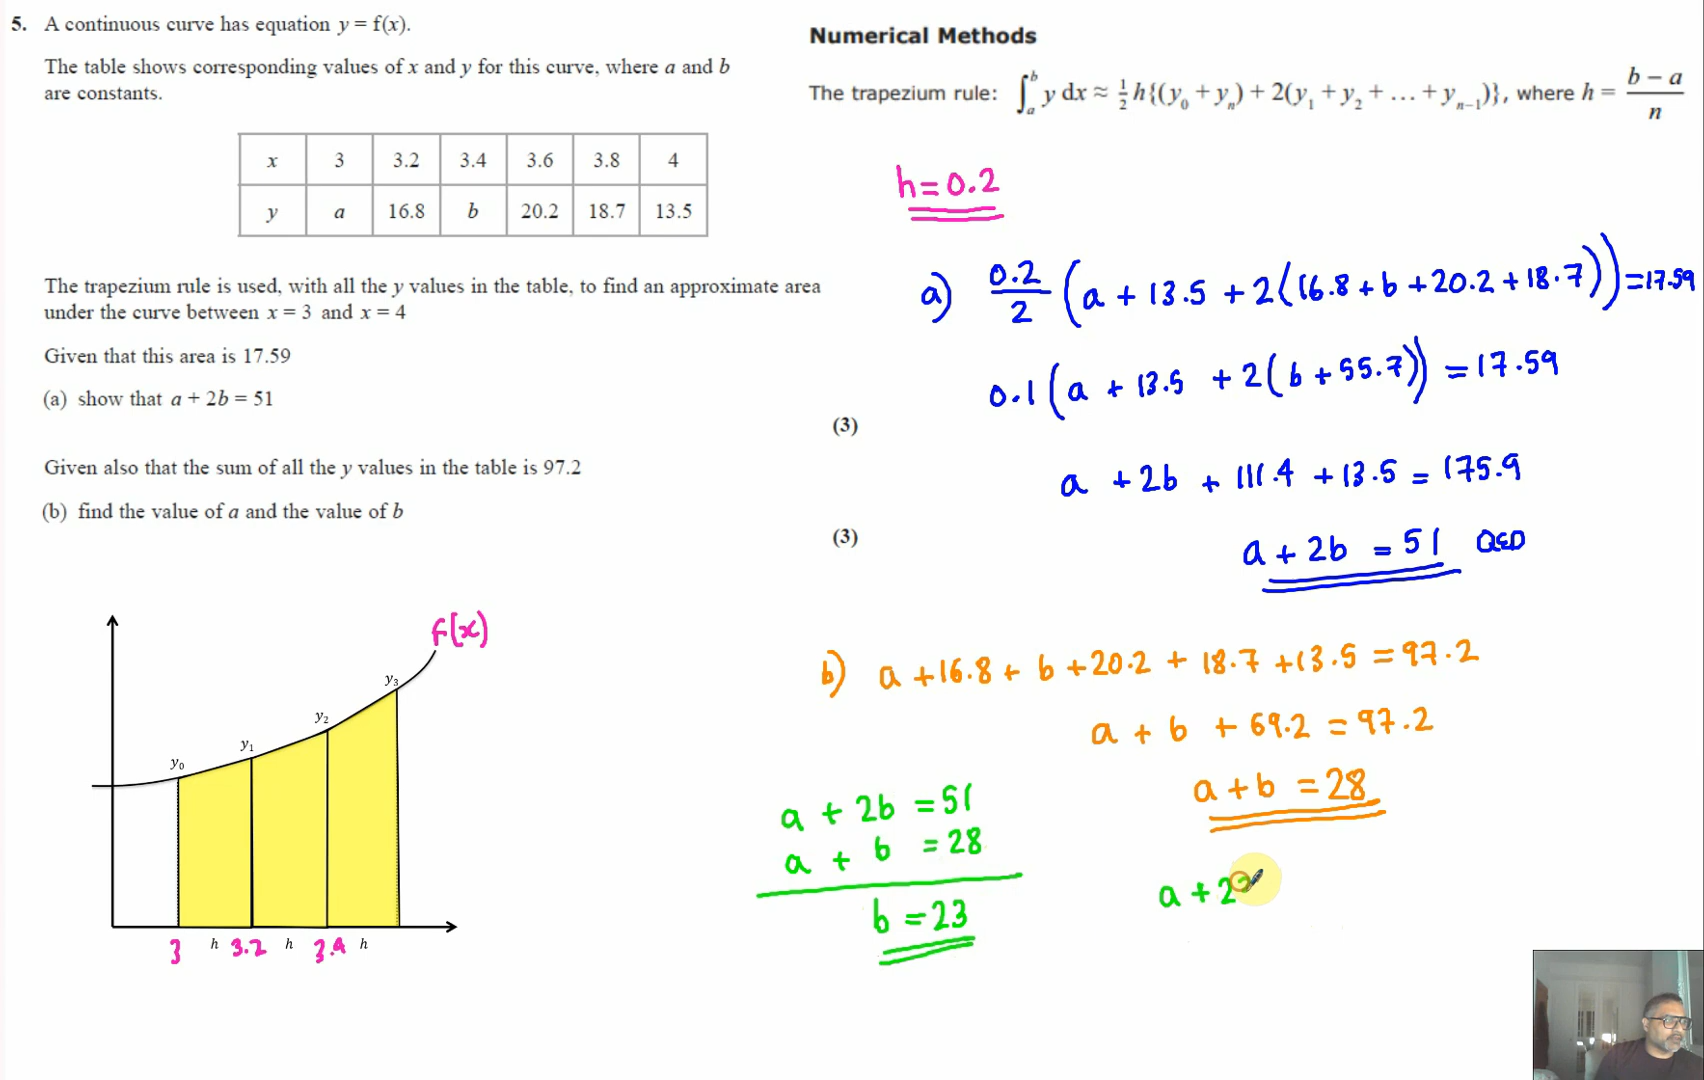 5. A continuous curve has equation y = f(x).
The table shows corresponding values of x and y for this curve, where a and b
are constants.
x 3 3.2 3.4 3.6 3.8 4
y a 16.8 b 20.2 18.7 13.5
The trapezium rule is used, with all the y values in the table, to find an approximate area
under the curve between x = 3 and x = 4
Given that this area is 17.59
(a) show that a + 2b = 51
(3)
Given also that the sum of all the y values in the table is 97.2
(b) find the value of a and the value of b
(3)
f(x)
y₀ y₁ y₂ y₃
3 h 3.2 h 3.4 h
Numerical Methods
The trapezium rule: ∫ₐᵇ y dx ≈ ½ h{(y₀ + yₙ) + 2(y₁ + y₂ + ... + yₙ₋₁)}, where h = (b − a)/n
h = 0.2
a) 0.2/2 (a + 13.5 + 2(16.8 + b + 20.2 + 18.7)) = 17.59
0.1(a + 13.5 + 2(b + 55.7)) = 17.59
a + 2b + 111.4 + 13.5 = 175.9
a + 2b = 51 QED
b) a + 16.8 + b + 20.2 + 18.7 + 13.5 = 97.2
a + b + 69.2 = 97.2
a + b = 28
a + 2b = 51
a + b = 28
b = 23
a + 2